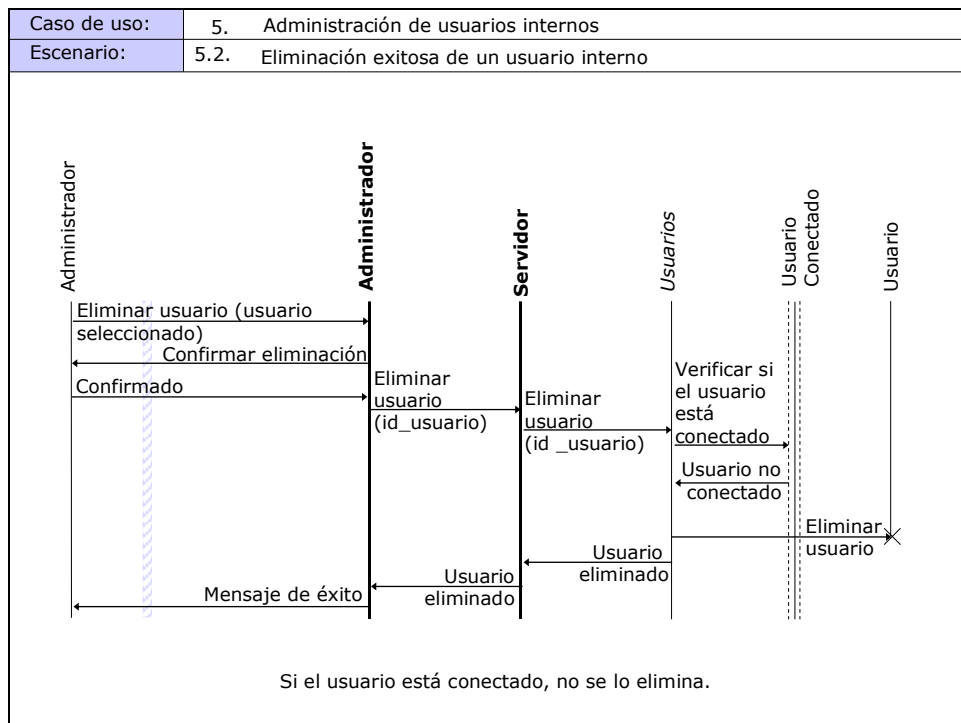 Caso de uso: 5. Administración de usuarios internos
Escenario: 5.2. Eliminación exitosa de un usuario interno
Administrador
Administrador
Servidor
Usuarios
Usuario
Conectado
Usuario
Eliminar usuario (usuario
seleccionado)
Confirmar eliminación
Confirmado
Eliminar
usuario
(id_usuario)
Eliminar
usuario
(id _usuario)
Verificar si
el usuario
está
conectado
Usuario no
conectado
Eliminar
usuario
Usuario
eliminado
Usuario
eliminado
Mensaje de éxito
Si el usuario está conectado, no se lo elimina.